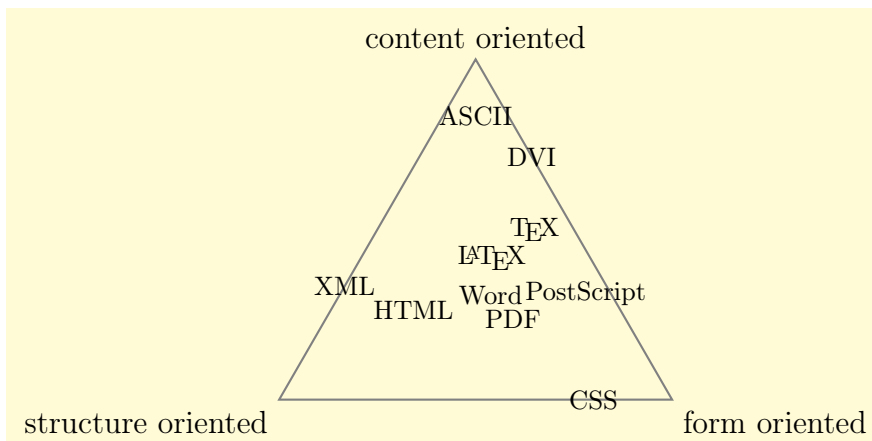 content oriented
ASCII
DVI
TEX
LATEX
XML
Word
PostScript
HTML
PDF
CSS
structure oriented
form oriented